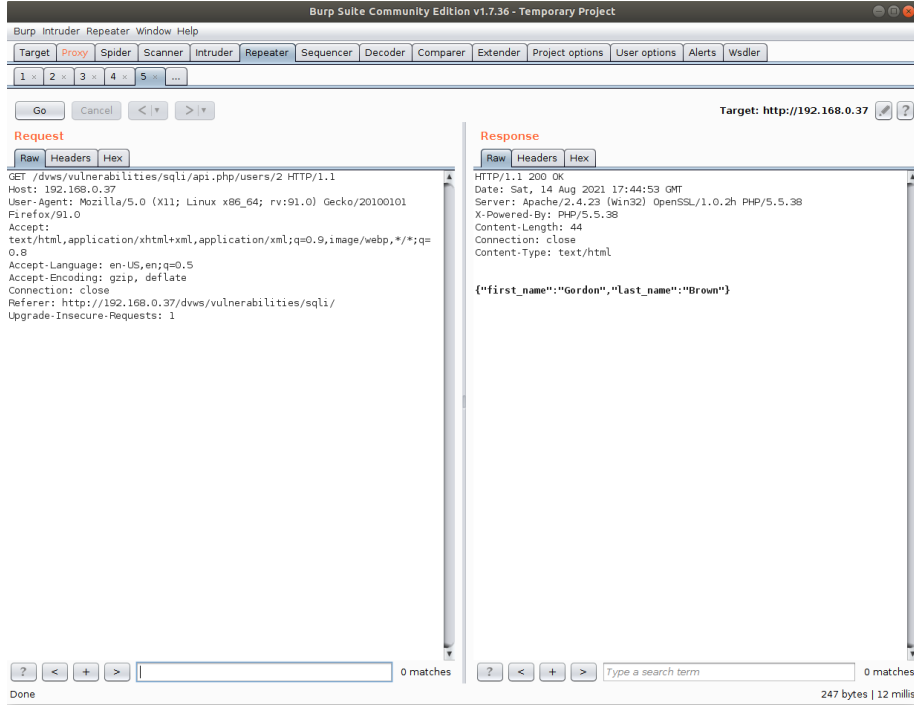 Burp Suite Community Edition v1.7.36 - Temporary Project
Burp Intruder Repeater Window Help
Target Proxy Spider Scanner Intruder Repeater Sequencer Decoder Comparer Extender Project options User options Alerts Wsdler
1 × 2 × 3 × 4 × 5 × ...
Go Cancel < | ▼ > | ▼ Target: http://192.168.0.37 ?
Request
Raw Headers Hex
GET /dvws/vulnerabilities/sqli/api.php/users/2 HTTP/1.1
Host: 192.168.0.37
User-Agent: Mozilla/5.0 (X11; Linux x86_64; rv:91.0) Gecko/20100101
Firefox/91.0
Accept:
text/html,application/xhtml+xml,application/xml;q=0.9,image/webp,*/*;q=
0.8
Accept-Language: en-US,en;q=0.5
Accept-Encoding: gzip, deflate
Connection: close
Referer: http://192.168.0.37/dvws/vulnerabilities/sqli/
Upgrade-Insecure-Requests: 1
? < + > 0 matches
Response
Raw Headers Hex
HTTP/1.1 200 OK
Date: Sat, 14 Aug 2021 17:44:53 GMT
Server: Apache/2.4.23 (Win32) OpenSSL/1.0.2h PHP/5.5.38
X-Powered-By: PHP/5.5.38
Content-Length: 44
Connection: close
Content-Type: text/html
{"first_name":"Gordon","last_name":"Brown"}
? < + > Type a search term 0 matches
Done 247 bytes | 12 millis